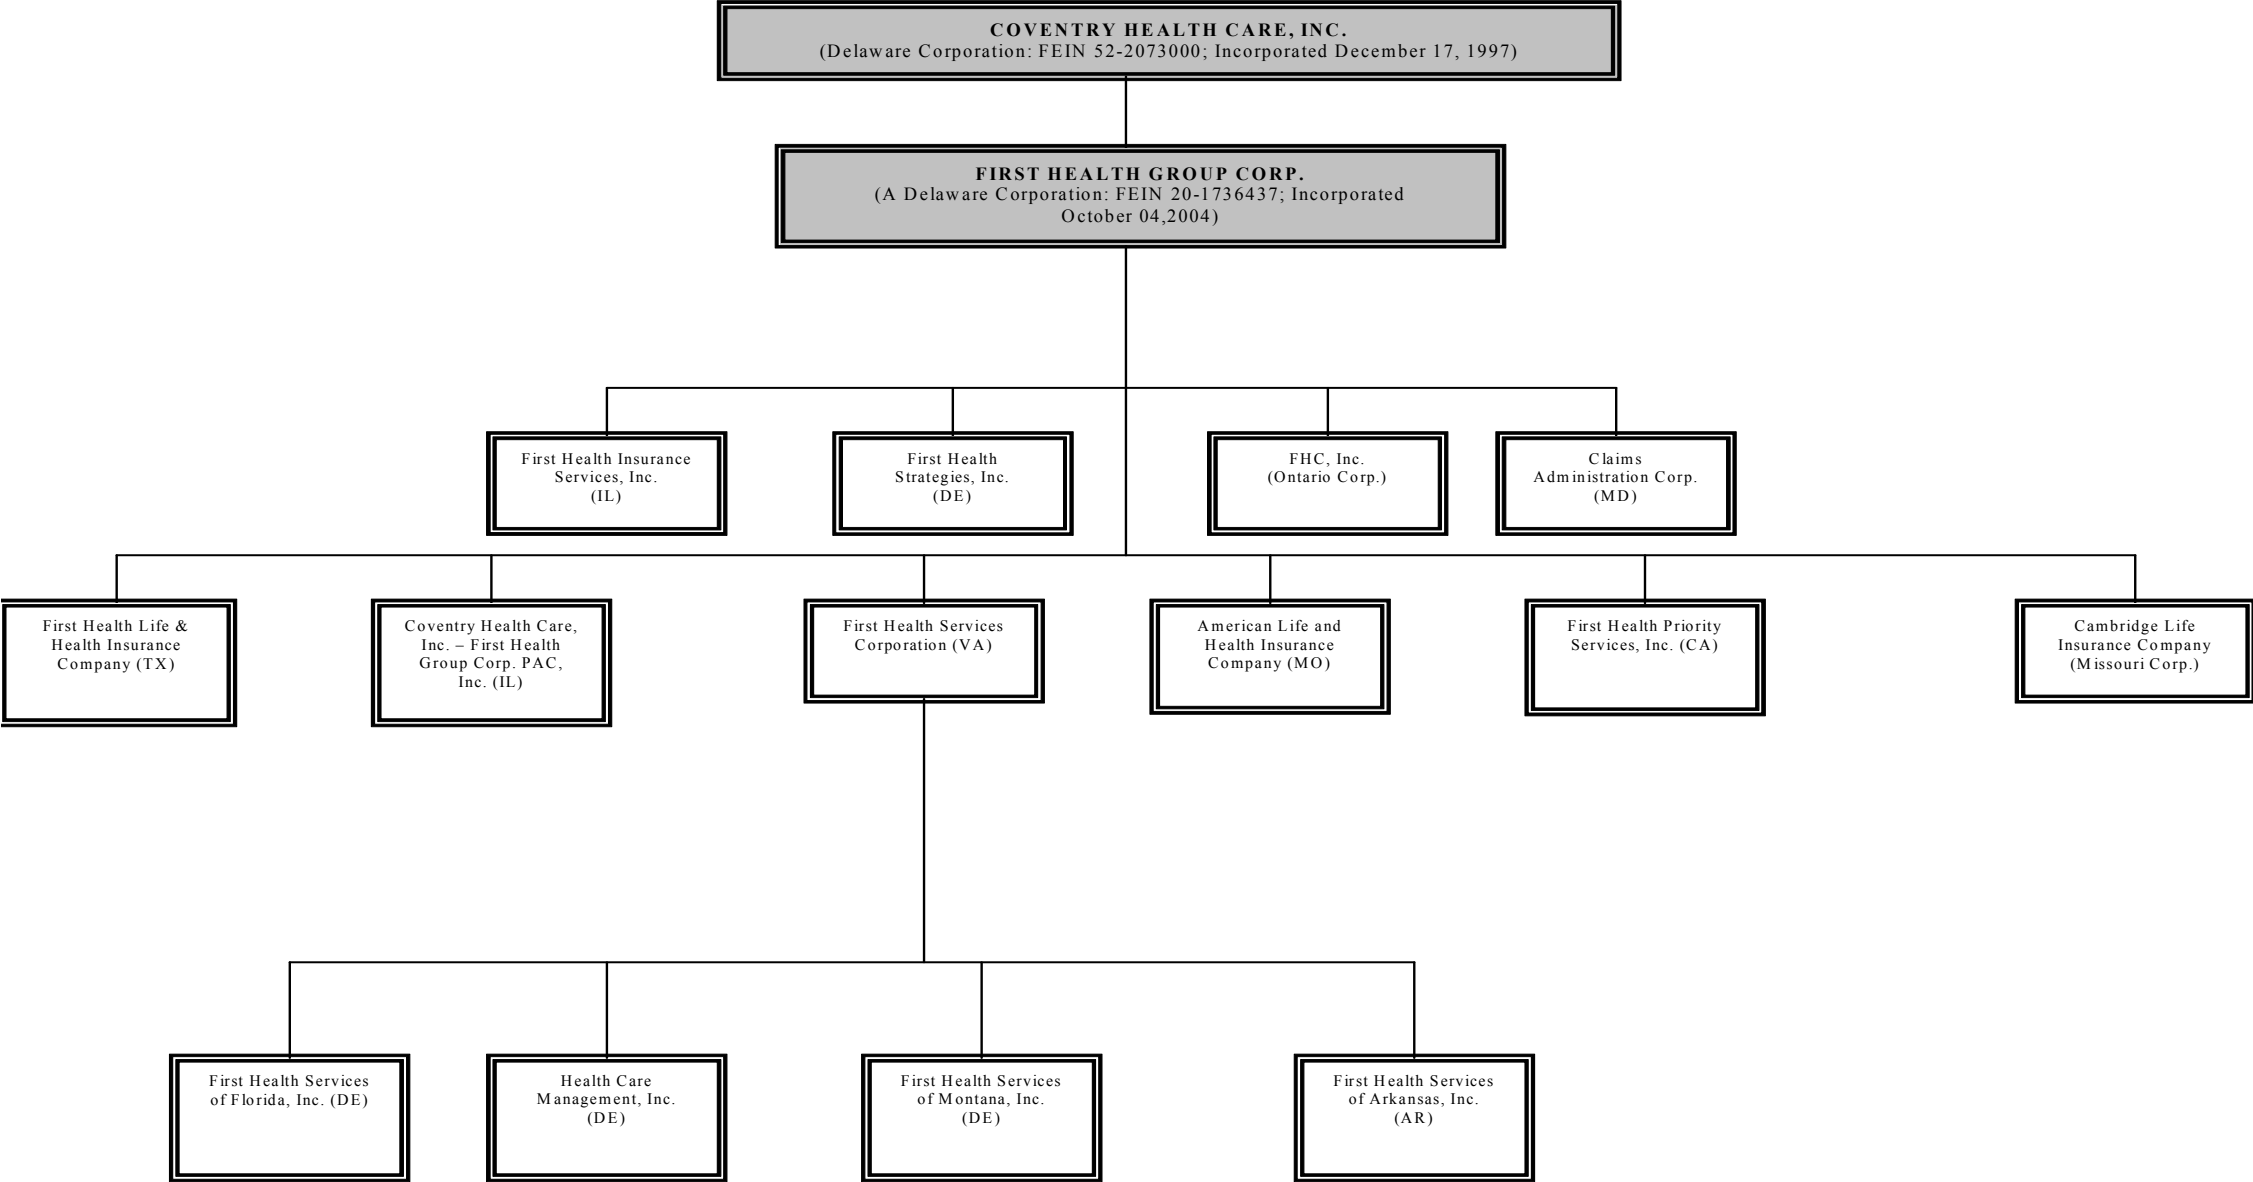 COVENTRY HEALTH CARE, INC.
(Delaware Corporation: FEIN 52-2073000; Incorporated December 17, 1997)
FIRST HEALTH GROUP CORP.
(A Delaware Corporation: FEIN 20-1736437; Incorporated
October 04,2004)
First Health Insurance
Services, Inc.
(IL)
First Health
Strategies, Inc.
(DE)
FHC, Inc.
(Ontario Corp.)
Claims
Administration Corp.
(MD)
First Health Life &
Health Insurance
Company (TX)
Coventry Health Care,
Inc. – First Health
Group Corp. PAC,
Inc. (IL)
First Health Services
Corporation (VA)
American Life and
Health Insurance
Company (MO)
First Health Priority
Services, Inc. (CA)
Cambridge Life
Insurance Company
(Missouri Corp.)
First Health Services
of Florida, Inc. (DE)
Health Care
Management, Inc.
(DE)
First Health Services
of Montana, Inc.
(DE)
First Health Services
of Arkansas, Inc.
(AR)